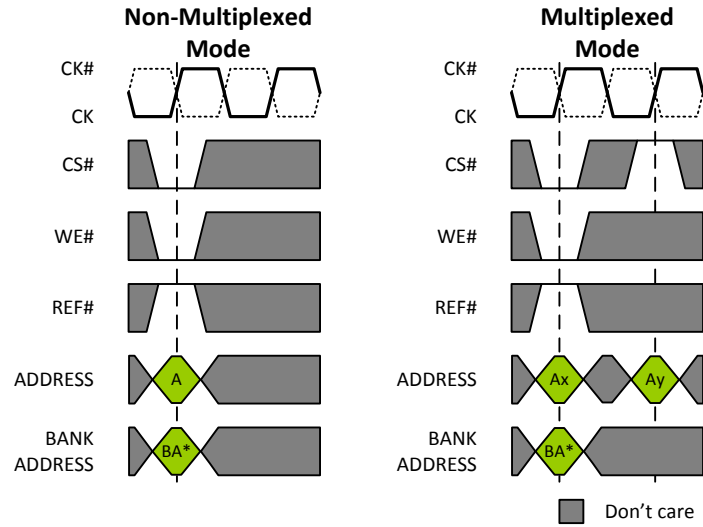 Non-Multiplexed
Mode
CK#
CK
CS#
WE#
REF#
ADDRESS
A
BANK
ADDRESS
BA*
Multiplexed
Mode
CK#
CK
CS#
WE#
REF#
ADDRESS
Ax
Ay
BANK
ADDRESS
BA*
Don't care